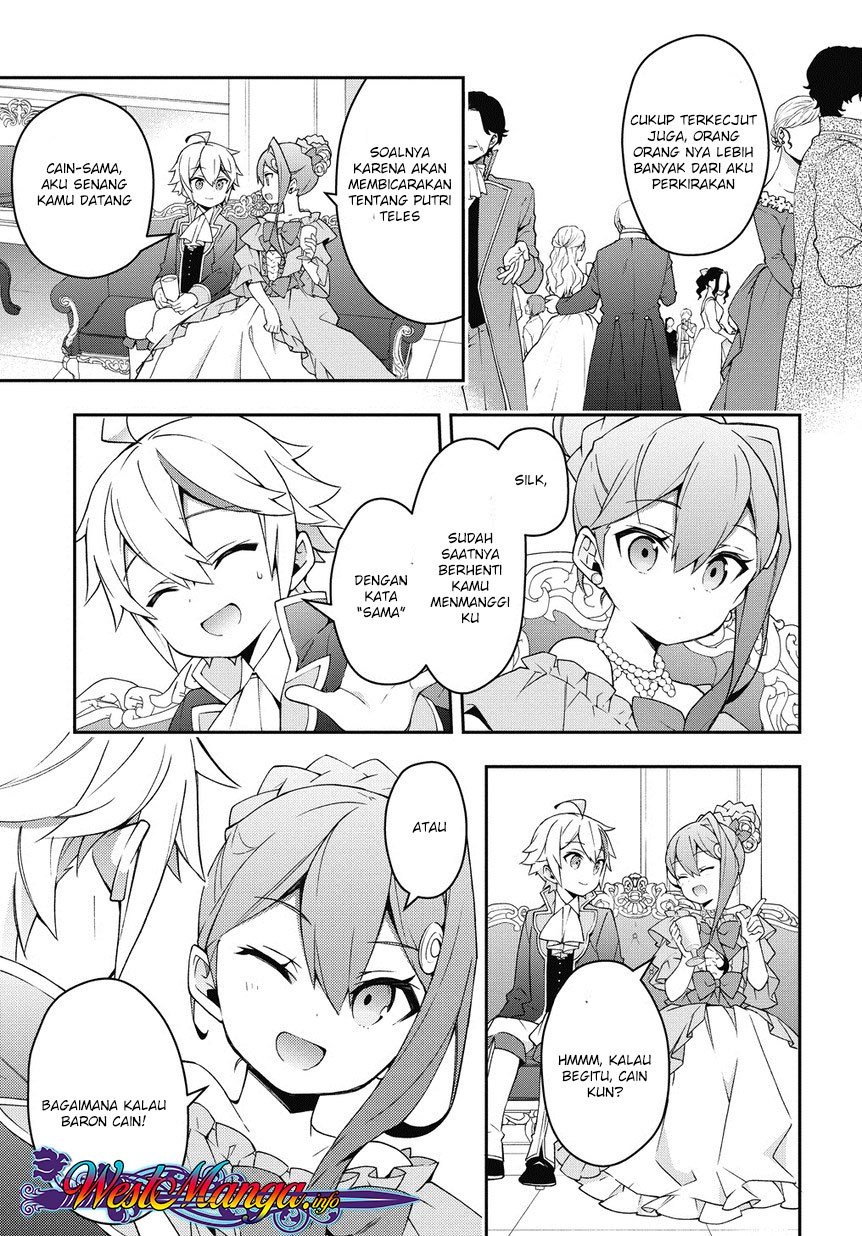 CUKUP TERKECJUT
JUGA, ORANG
ORANG NYA LEBIH
BANYAK DARI AKU
PERKIRAKAN
SOALNYA
KARENA AKAN
MEMBICARAKAN
TENTANG PUTRI
TELES
CAIN-SAMA,
AKU SENANG
KAMU DATANG
SILK,
SUDAH
SAATNYA
BERHENTI
KAMU
MENMANGGI
KU
DENGAN
KATA
"SAMA"
HMMM, KALAU
BEGITU, CAIN
KUN?
ATAU
BAGAIMANA KALAU
BARON CAIN!
WestManga.info